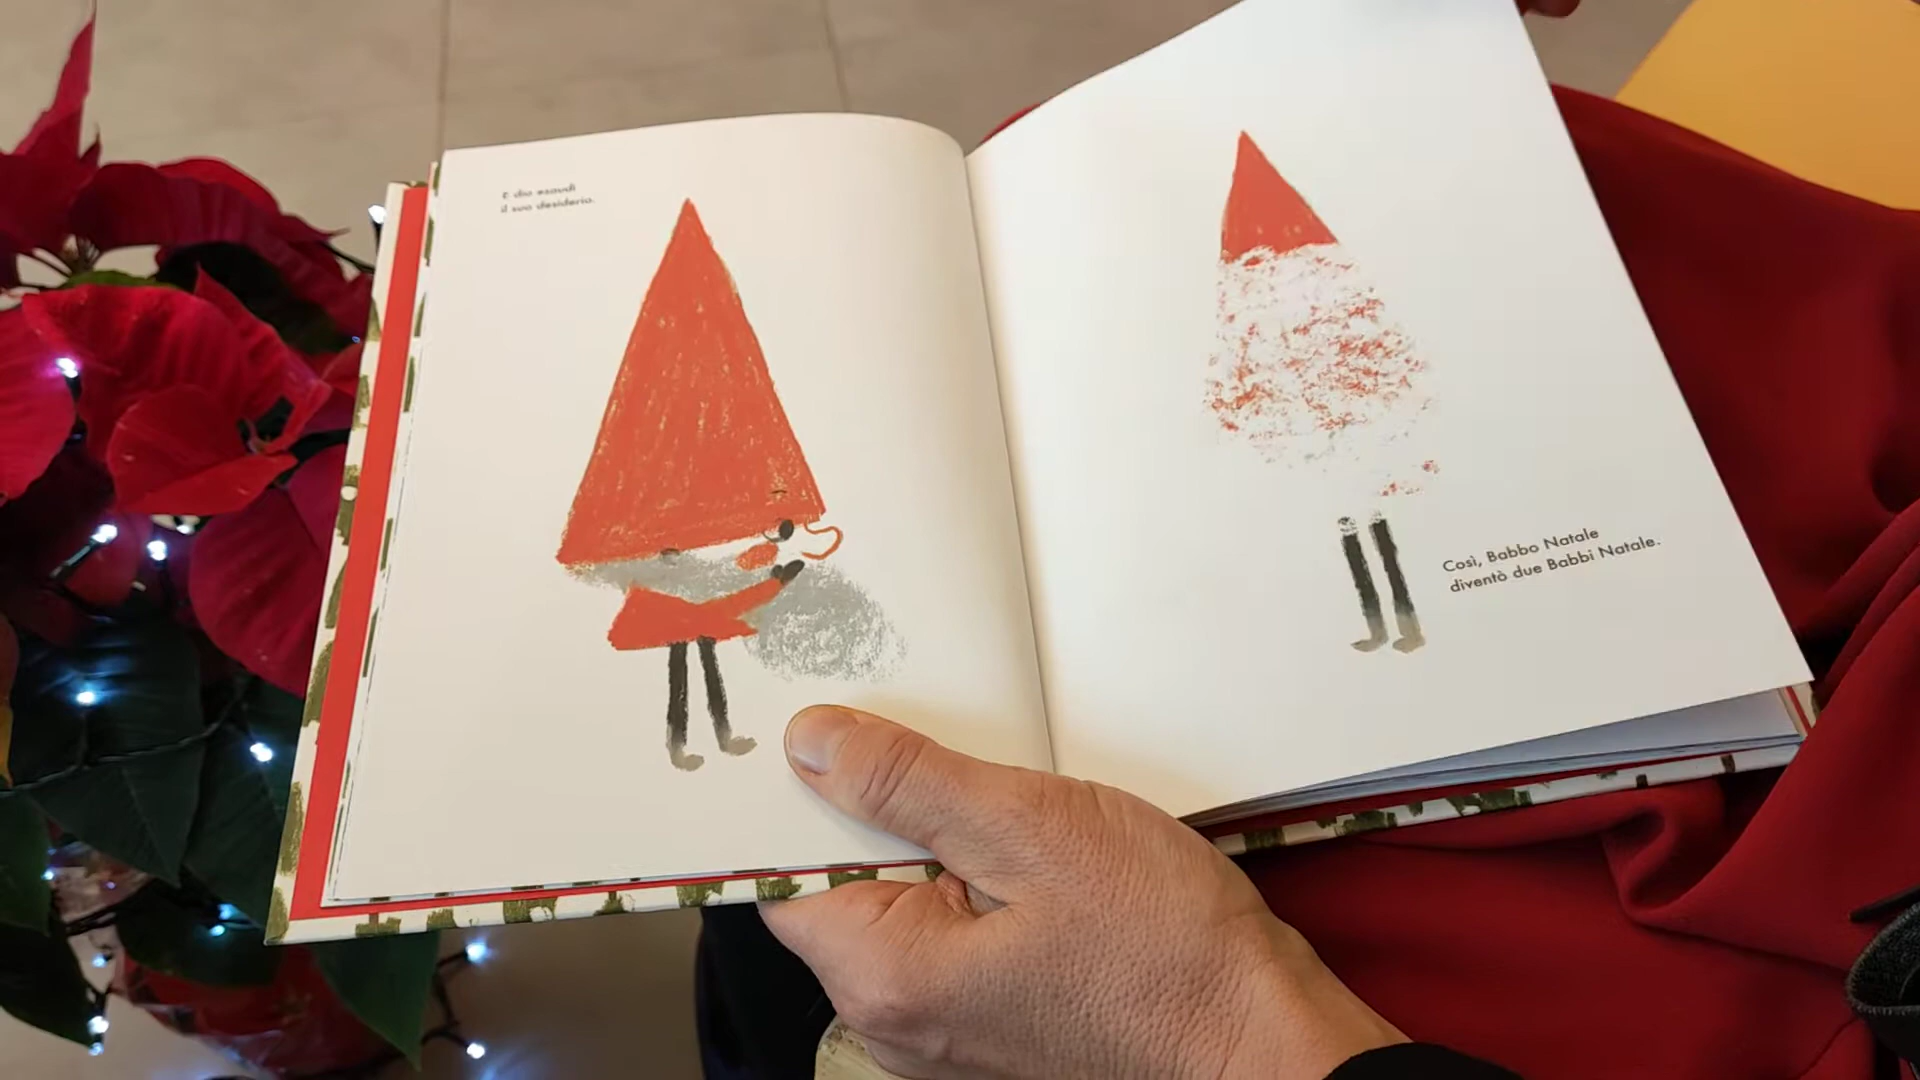 e dio esaudì
il suo desiderio.
Così, Babbo Natale
diventò due Babbi Natale.